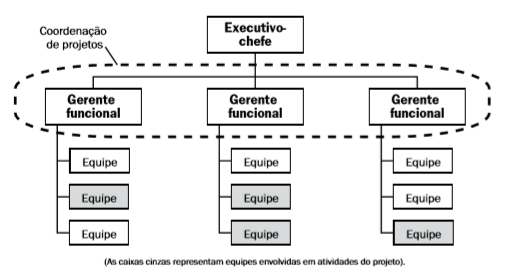 Coordenação
de projetos
Executivo-
chefe
Gerente
funcional
Gerente
funcional
Gerente
funcional
Equipe
Equipe
Equipe
Equipe
Equipe
Equipe
Equipe
Equipe
Equipe
(As caixas cinzas representam equipes envolvidas em atividades do projeto).